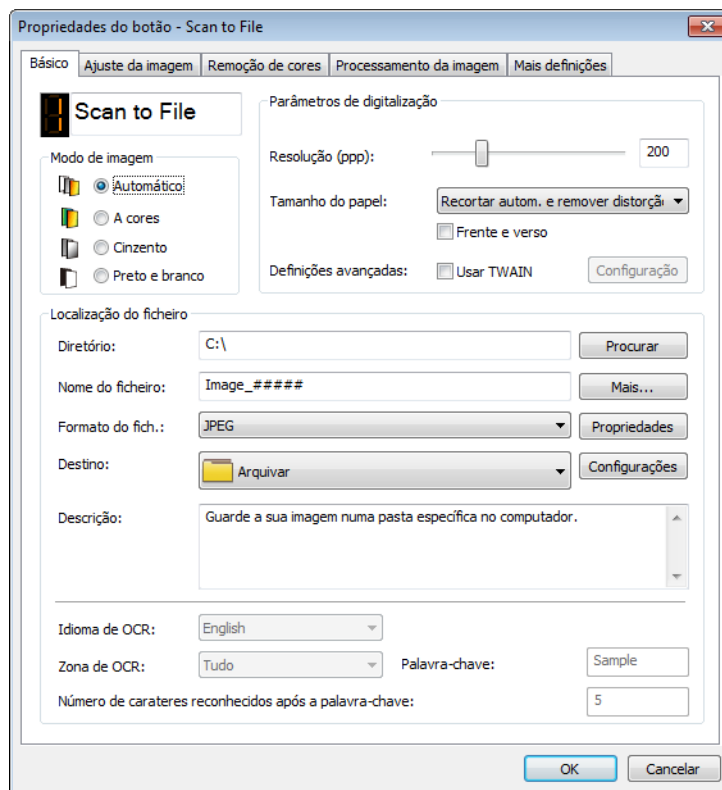 Propriedades do botão - Scan to File
Básico
Ajuste da imagem
Remoção de cores
Processamento da imagem
Mais definições
1
Scan to File
Modo de imagem
Automático
A cores
Cinzento
Preto e branco
Parâmetros de digitalização
Resolução (ppp):
200
Tamanho do papel:
Recortar autom. e remover distorçã
Frente e verso
Definições avançadas:
Usar TWAIN
Configuração
Localização do ficheiro
Diretório:
C:\
Procurar
Nome do ficheiro:
Image_#####
Mais...
Formato do fich.:
JPEG
Propriedades
Destino:
Arquivar
Configurações
Descrição:
Guarde a sua imagem numa pasta específica no computador.
Idioma de OCR:
English
Zona de OCR:
Tudo
Palavra-chave:
Sample
Número de carateres reconhecidos após a palavra-chave:
5
OK
Cancelar